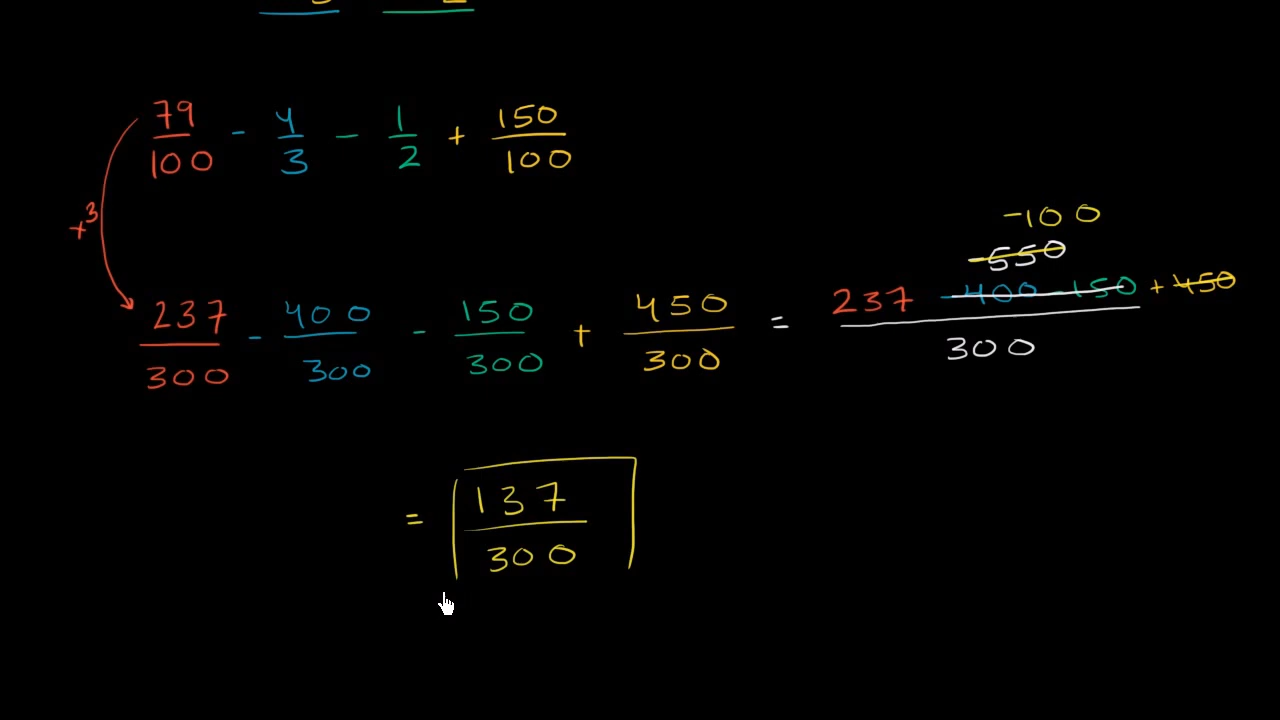 79/100 - 4/3 - 1/2 + 150/100
×3
-100
-550
237/300 - 400/300 - 150/300 + 450/300 = (237 - 400 - 150 + 450)/300
= 137/300